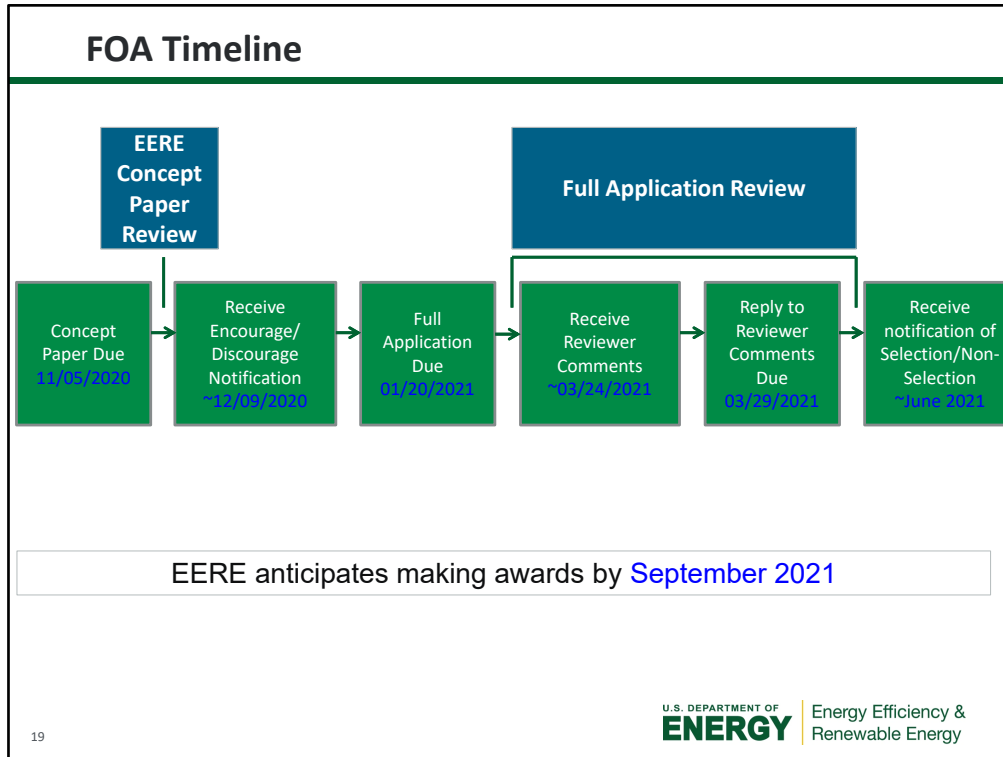 FOA Timeline
EERE
Concept
Paper
Review
Full Application Review
Concept
Paper Due
11/05/2020
Receive
Encourage/
Discourage
Notification
~12/09/2020
Full
Application
Due
01/20/2021
Receive
Reviewer
Comments
~03/24/2021
Reply to
Reviewer
Comments
Due
03/29/2021
Receive
notification of
Selection/Non-
Selection
~June 2021
EERE anticipates making awards by September 2021
19
U.S. DEPARTMENT OF
ENERGY
Energy Efficiency &
Renewable Energy